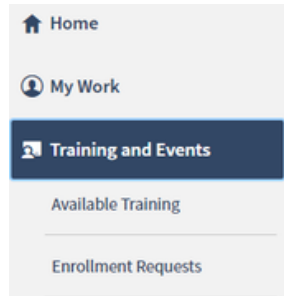 Home
My Work
Training and Events
Available Training
Enrollment Requests